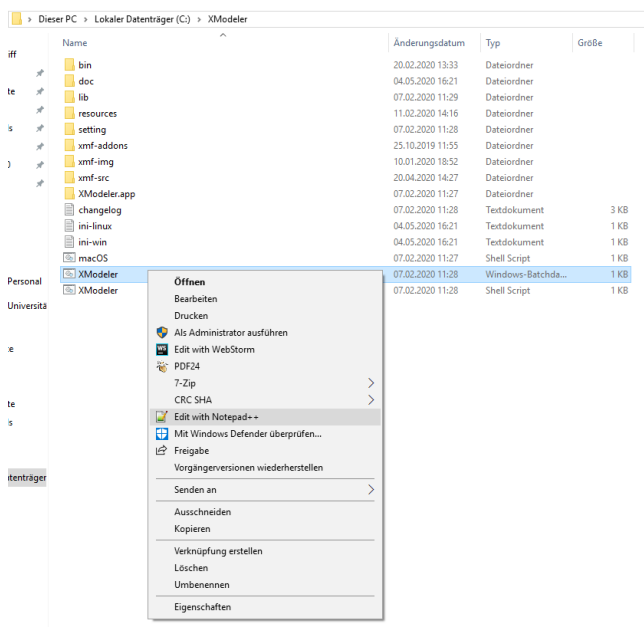 › Dieser PC › Lokaler Datenträger (C:) › XModeler
Name Änderungsdatum Typ Größe
bin 20.02.2020 13:33 Dateiordner
doc 04.05.2020 16:21 Dateiordner
lib 07.02.2020 11:29 Dateiordner
resources 11.02.2020 14:16 Dateiordner
setting 07.02.2020 11:28 Dateiordner
xmf-addons 25.10.2019 11:55 Dateiordner
xmf-img 10.01.2020 18:52 Dateiordner
xmf-src 20.04.2020 14:27 Dateiordner
XModeler.app 07.02.2020 11:27 Dateiordner
changelog 07.02.2020 11:28 Textdokument 3 KB
ini-linux 04.05.2020 16:21 Textdokument 1 KB
ini-win 04.05.2020 16:21 Textdokument 1 KB
macOS 07.02.2020 11:27 Shell Script 1 KB
XModeler 07.02.2020 11:28 Windows-Batchda... 1 KB
XModeler 07.02.2020 11:28 Shell Script 1 KB
iff
te
ls
0
Personal
Universitä
te
ls
tenträger
Öffnen
Bearbeiten
Drucken
Als Administrator ausführen
WS Edit with WebStorm
PDF24
7-Zip
CRC SHA
Edit with Notepad++
Mit Windows Defender überprüfen...
Freigabe
Vorgängerversionen wiederherstellen
Senden an
Ausschneiden
Kopieren
Verknüpfung erstellen
Löschen
Umbenennen
Eigenschaften